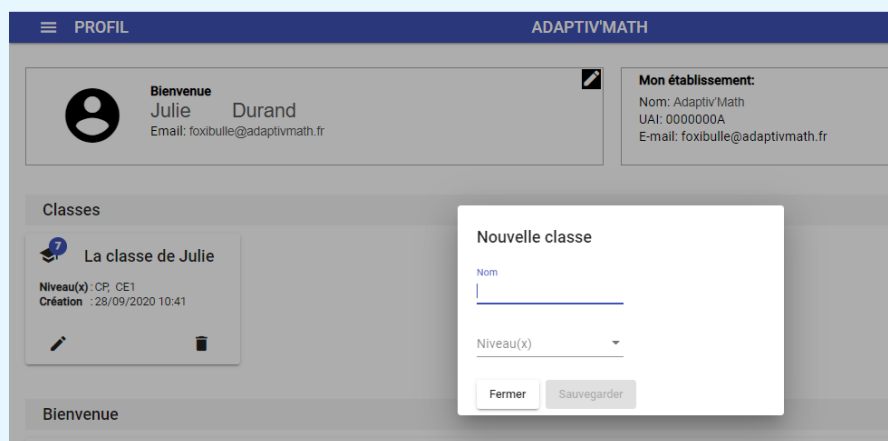 PROFIL
ADAPTIV'MATH
Bienvenue
Julie Durand
Email: foxibulle@adaptivmath.fr
Mon établissement:
Nom: Adaptiv'Math
UAI: 0000000A
E-mail: foxibulle@adaptivmath.fr
Classes
7
La classe de Julie
Niveau(x) : CP, CE1
Création : 28/09/2020 10:41
Nouvelle classe
Nom
Niveau(x)
Fermer
Sauvegarder
Bienvenue